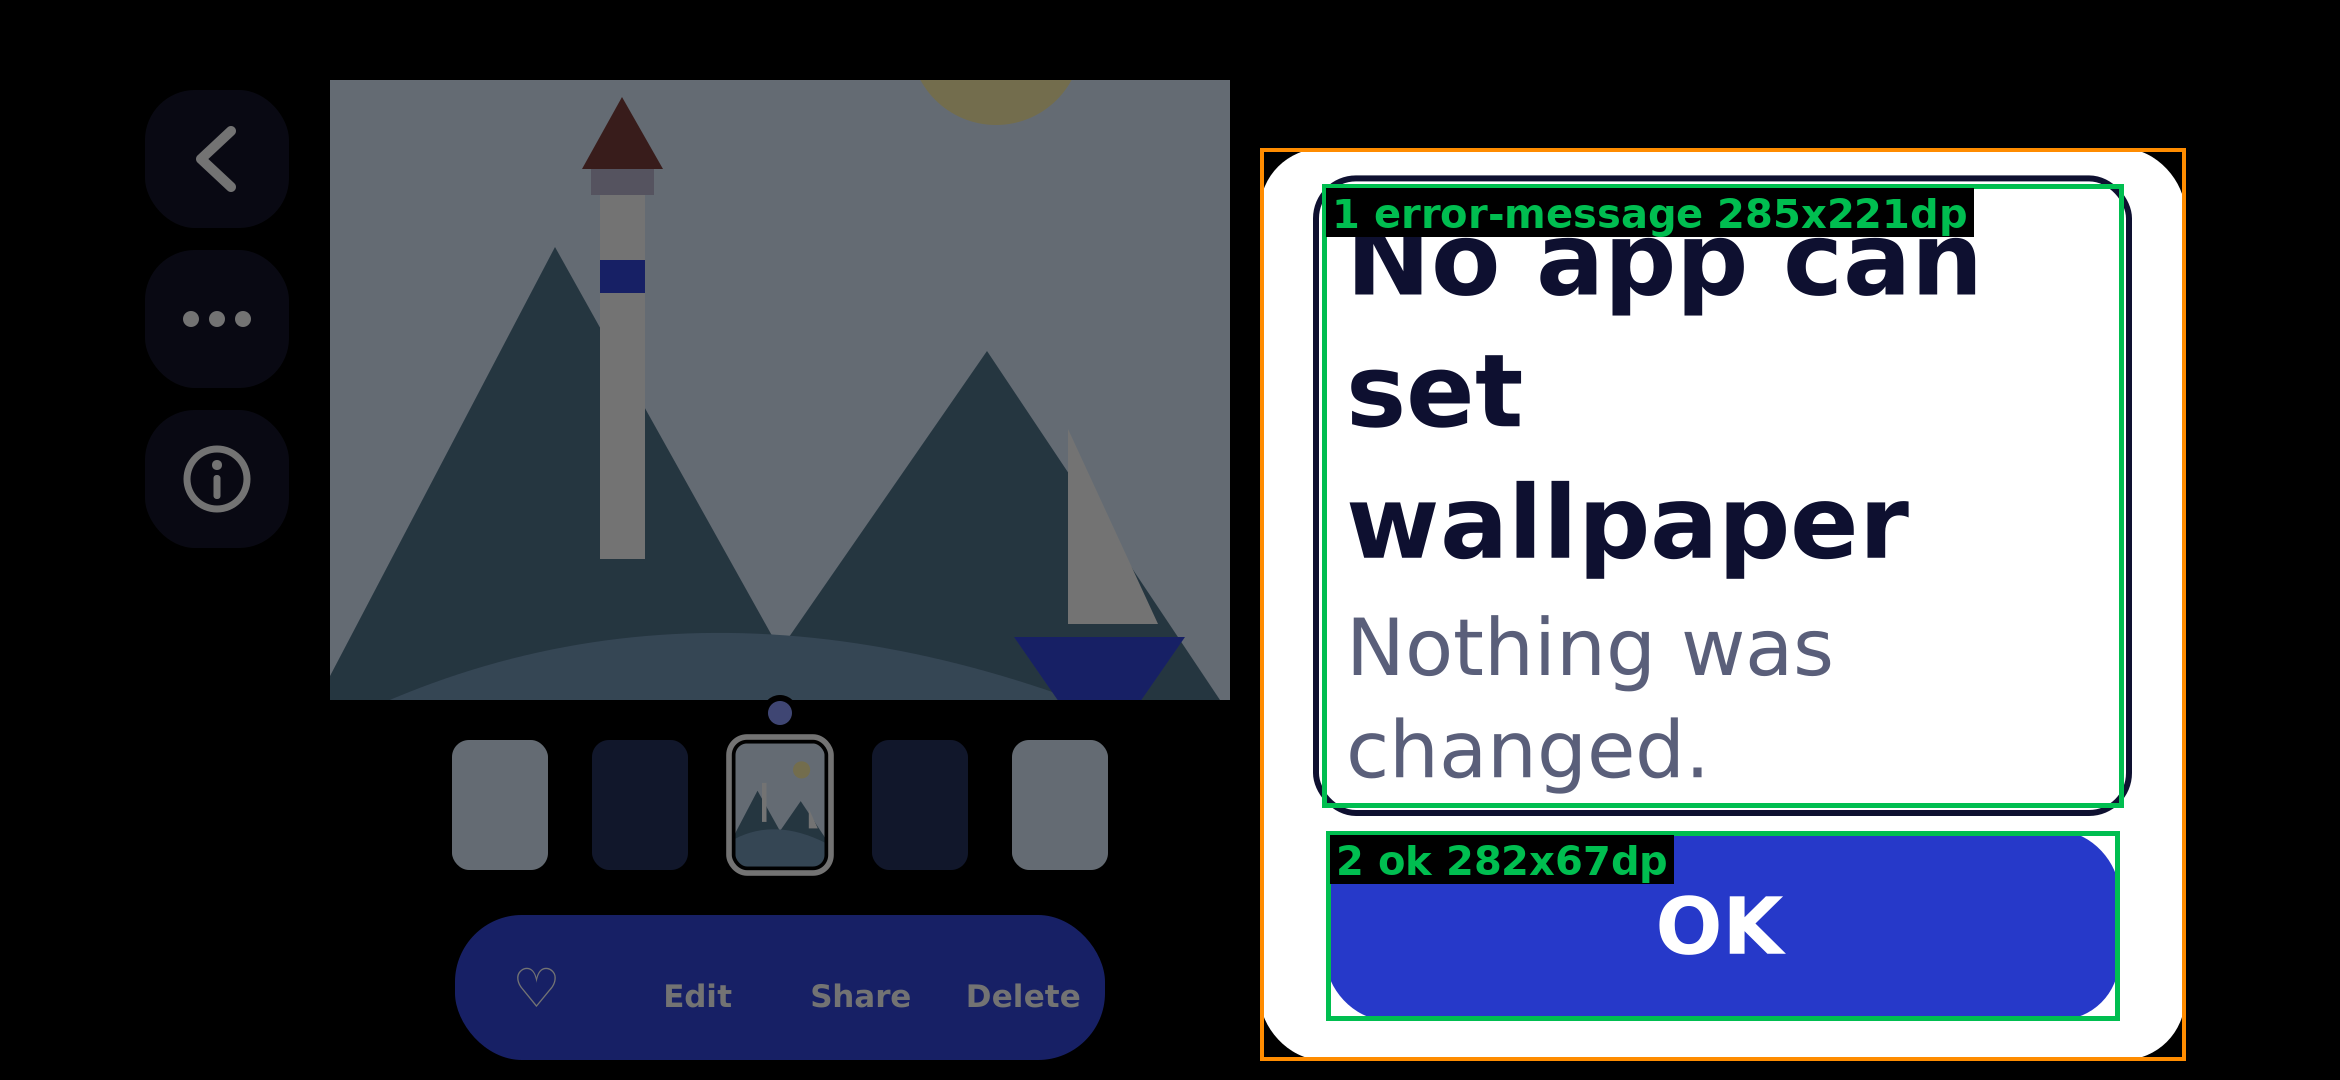 1 error-message 285x221dp
No app can
set
wallpaper
Nothing was
changed.
2 ok 282x67dp
OK
Edit Share Delete